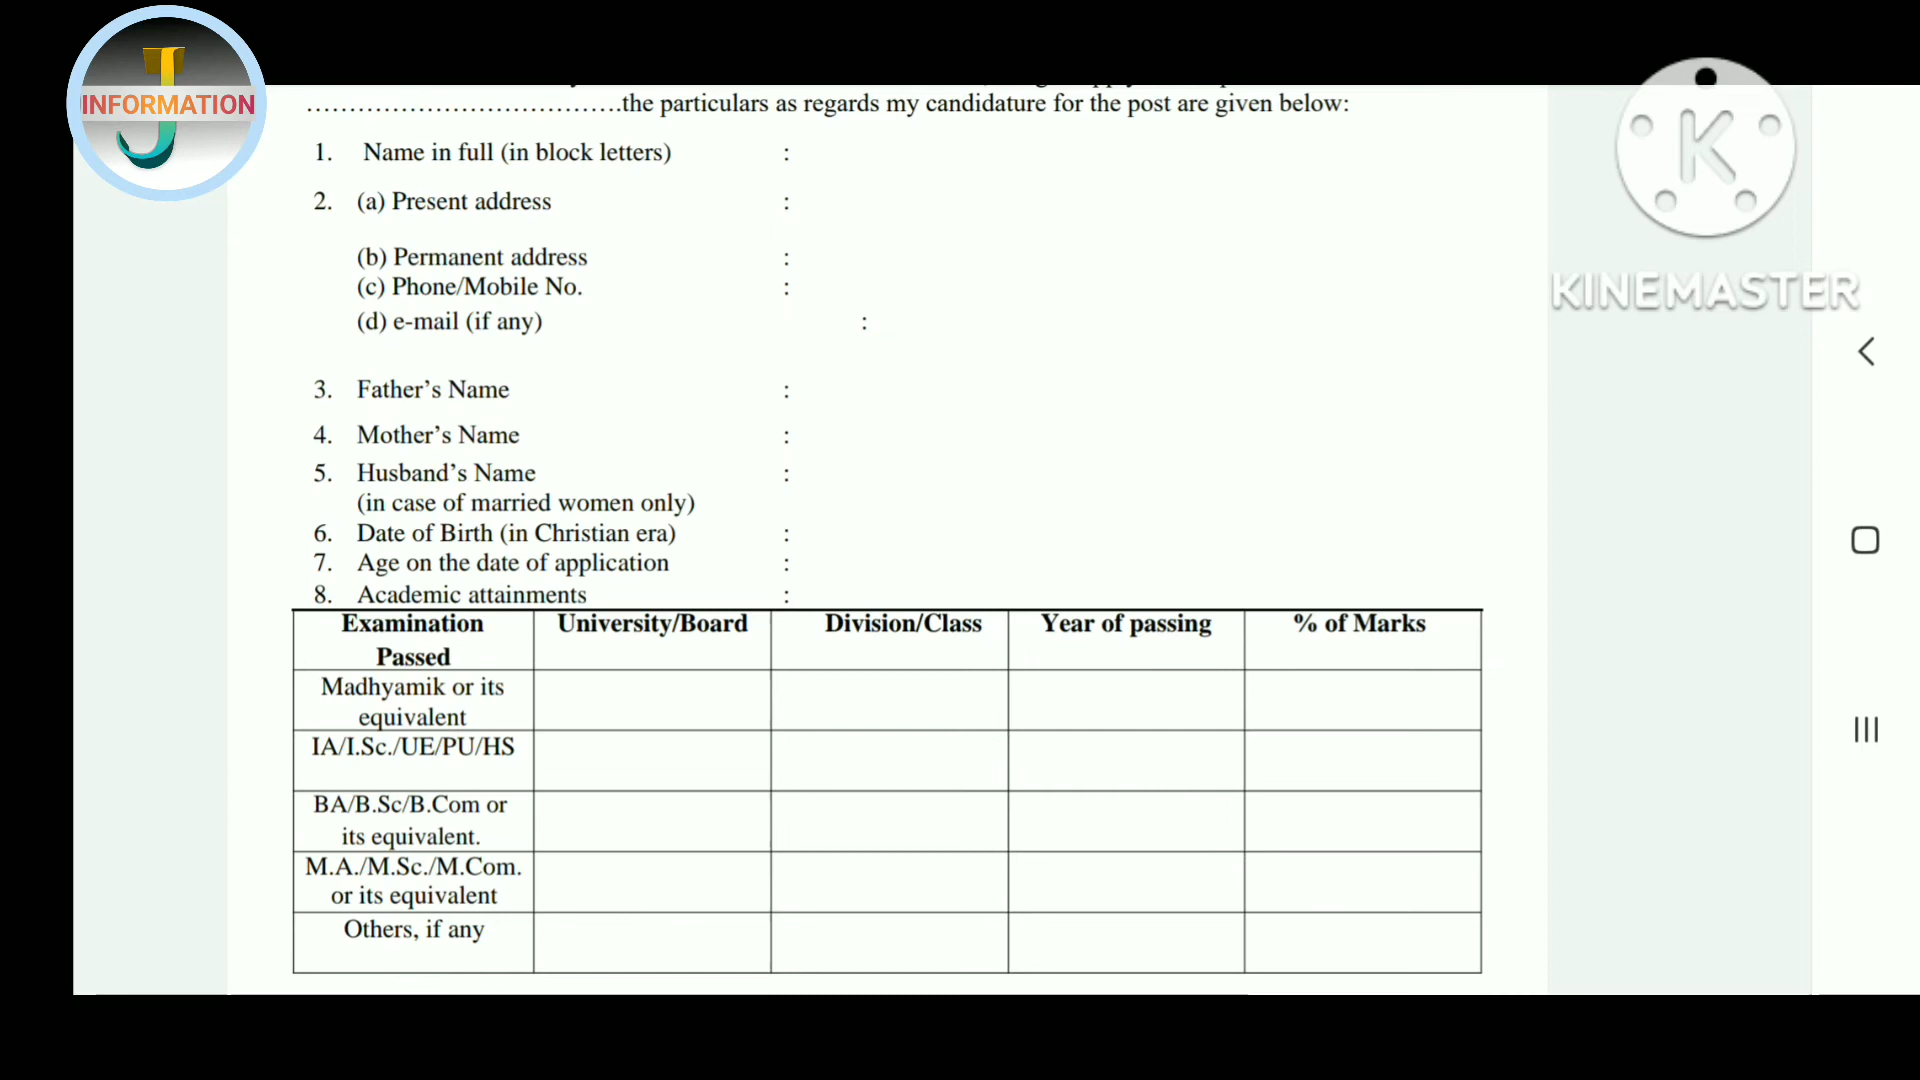 J
INFORMATION
K
KINEMASTER
……………………………….the particulars as regards my candidature for the post are given below:
1. Name in full (in block letters) :
2. (a) Present address :
(b) Permanent address :
(c) Phone/Mobile No. :
(d) e-mail (if any) :
3. Father’s Name :
4. Mother’s Name :
5. Husband’s Name :
(in case of married women only)
6. Date of Birth (in Christian era) :
7. Age on the date of application :
8. Academic attainments :
Examination Passed University/Board Division/Class Year of passing % of Marks
Madhyamik or its
equivalent
IA/I.Sc./UE/PU/HS
BA/B.Sc/B.Com or
its equivalent.
M.A./M.Sc./M.Com.
or its equivalent
Others, if any